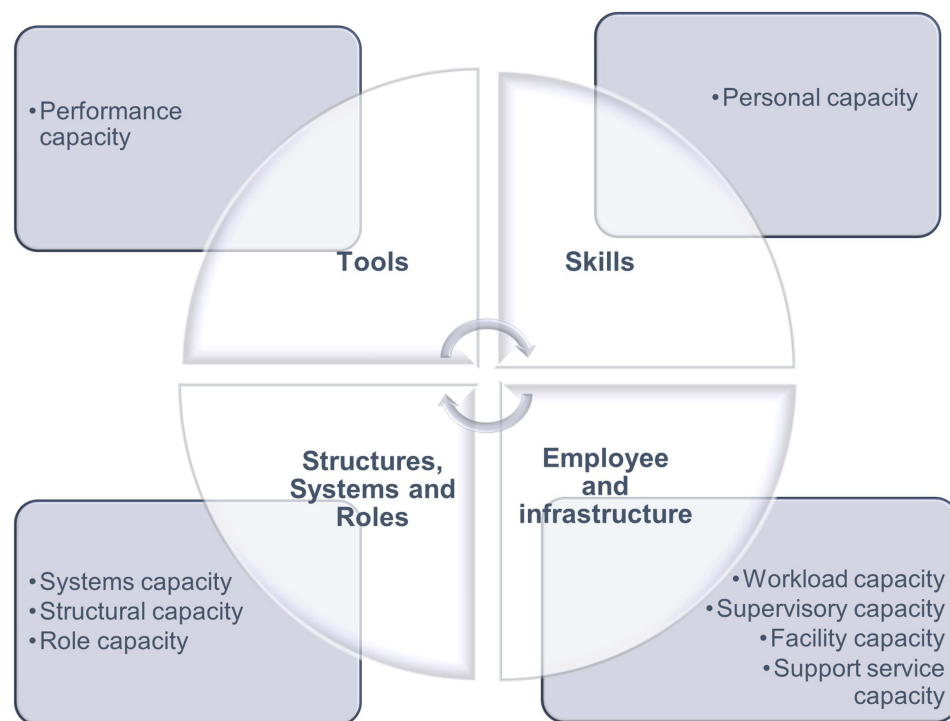 •Performance
capacity
•Personal capacity
Tools
Skills
Structures,
Systems and
Roles
Employee
and
infrastructure
•Systems capacity
•Structural capacity
•Role capacity
•Workload capacity
•Supervisory capacity
•Facility capacity
•Support service
capacity